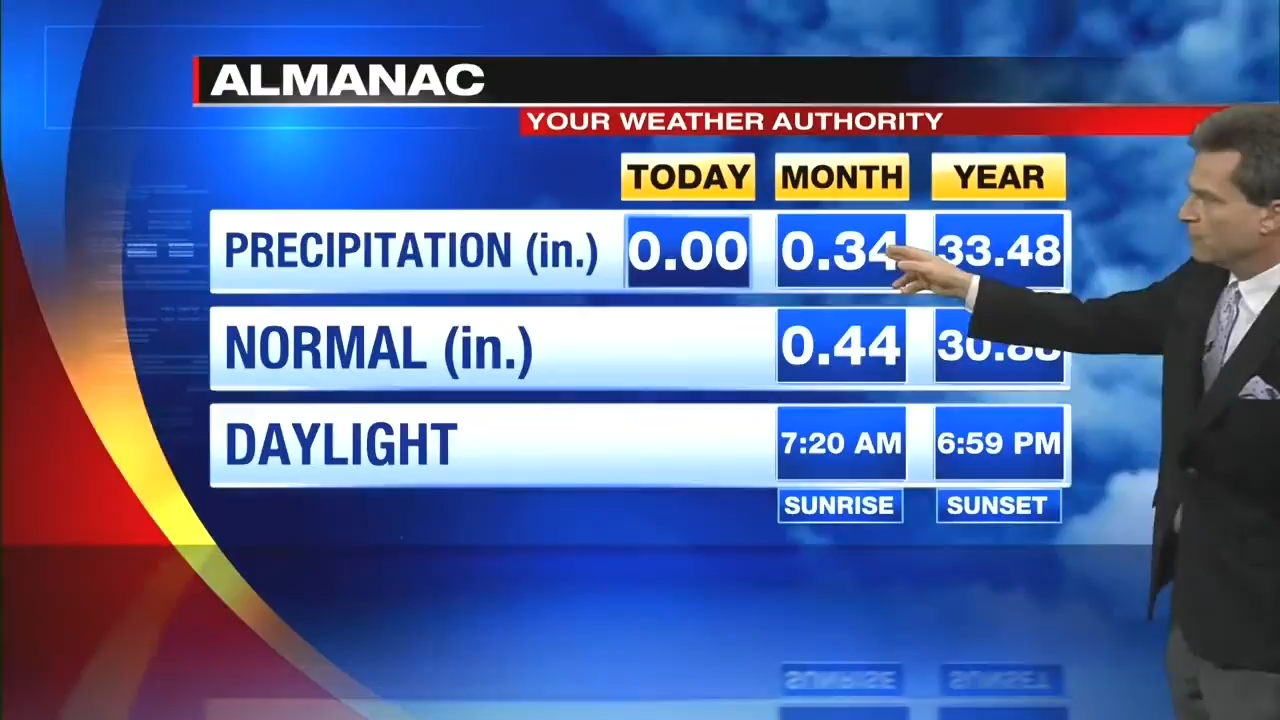 ALMANAC
YOUR WEATHER AUTHORITY
TODAY MONTH YEAR
PRECIPITATION (in.) 0.00 0.34 33.48
NORMAL (in.) 0.44
DAYLIGHT 7:20 AM 6:59 PM
SUNRISE SUNSET